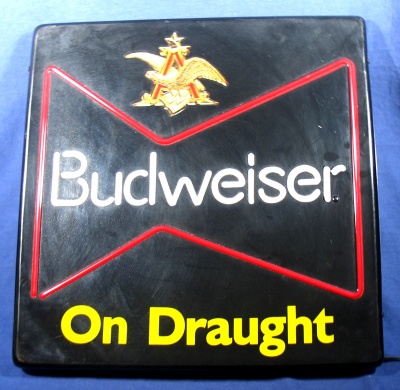 A
Budweiser
On Draught